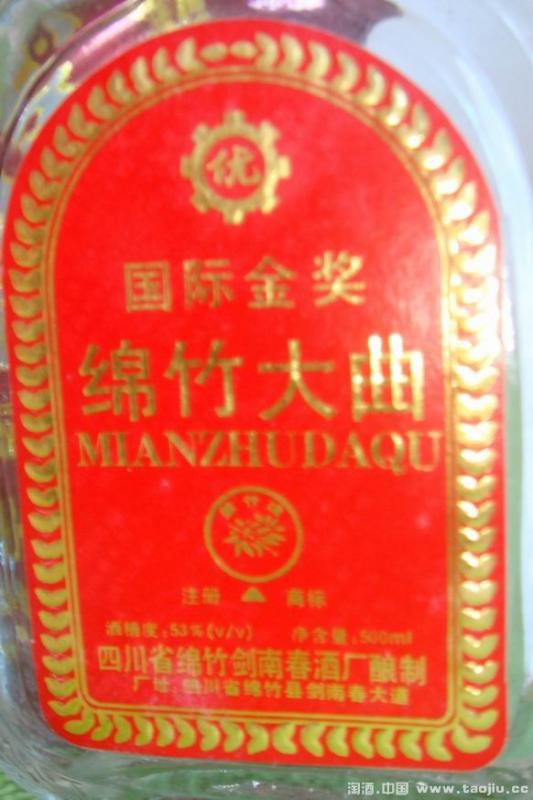 优
国际金奖
绵竹大曲
MIANZHUDAQU
注册 高标
酒精度:53%(v/v) 净含量:500ml
四川省绵竹剑南春酒厂酿制
厂址:四川省绵竹县剑南春大道
淘酒.中国 www.taojiu.cc